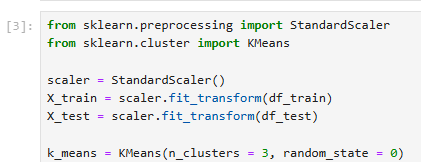 [3]:
from sklearn.preprocessing import StandardScaler
from sklearn.cluster import KMeans
scaler = StandardScaler()
X_train = scaler.fit_transform(df_train)
X_test = scaler.fit_transform(df_test)
k_means = KMeans(n_clusters = 3, random_state = 0)